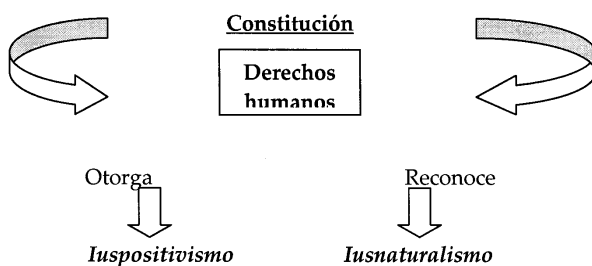 Constitución
Derechos
humanos
Otorga Reconoce
Iuspositivismo Iusnaturalismo